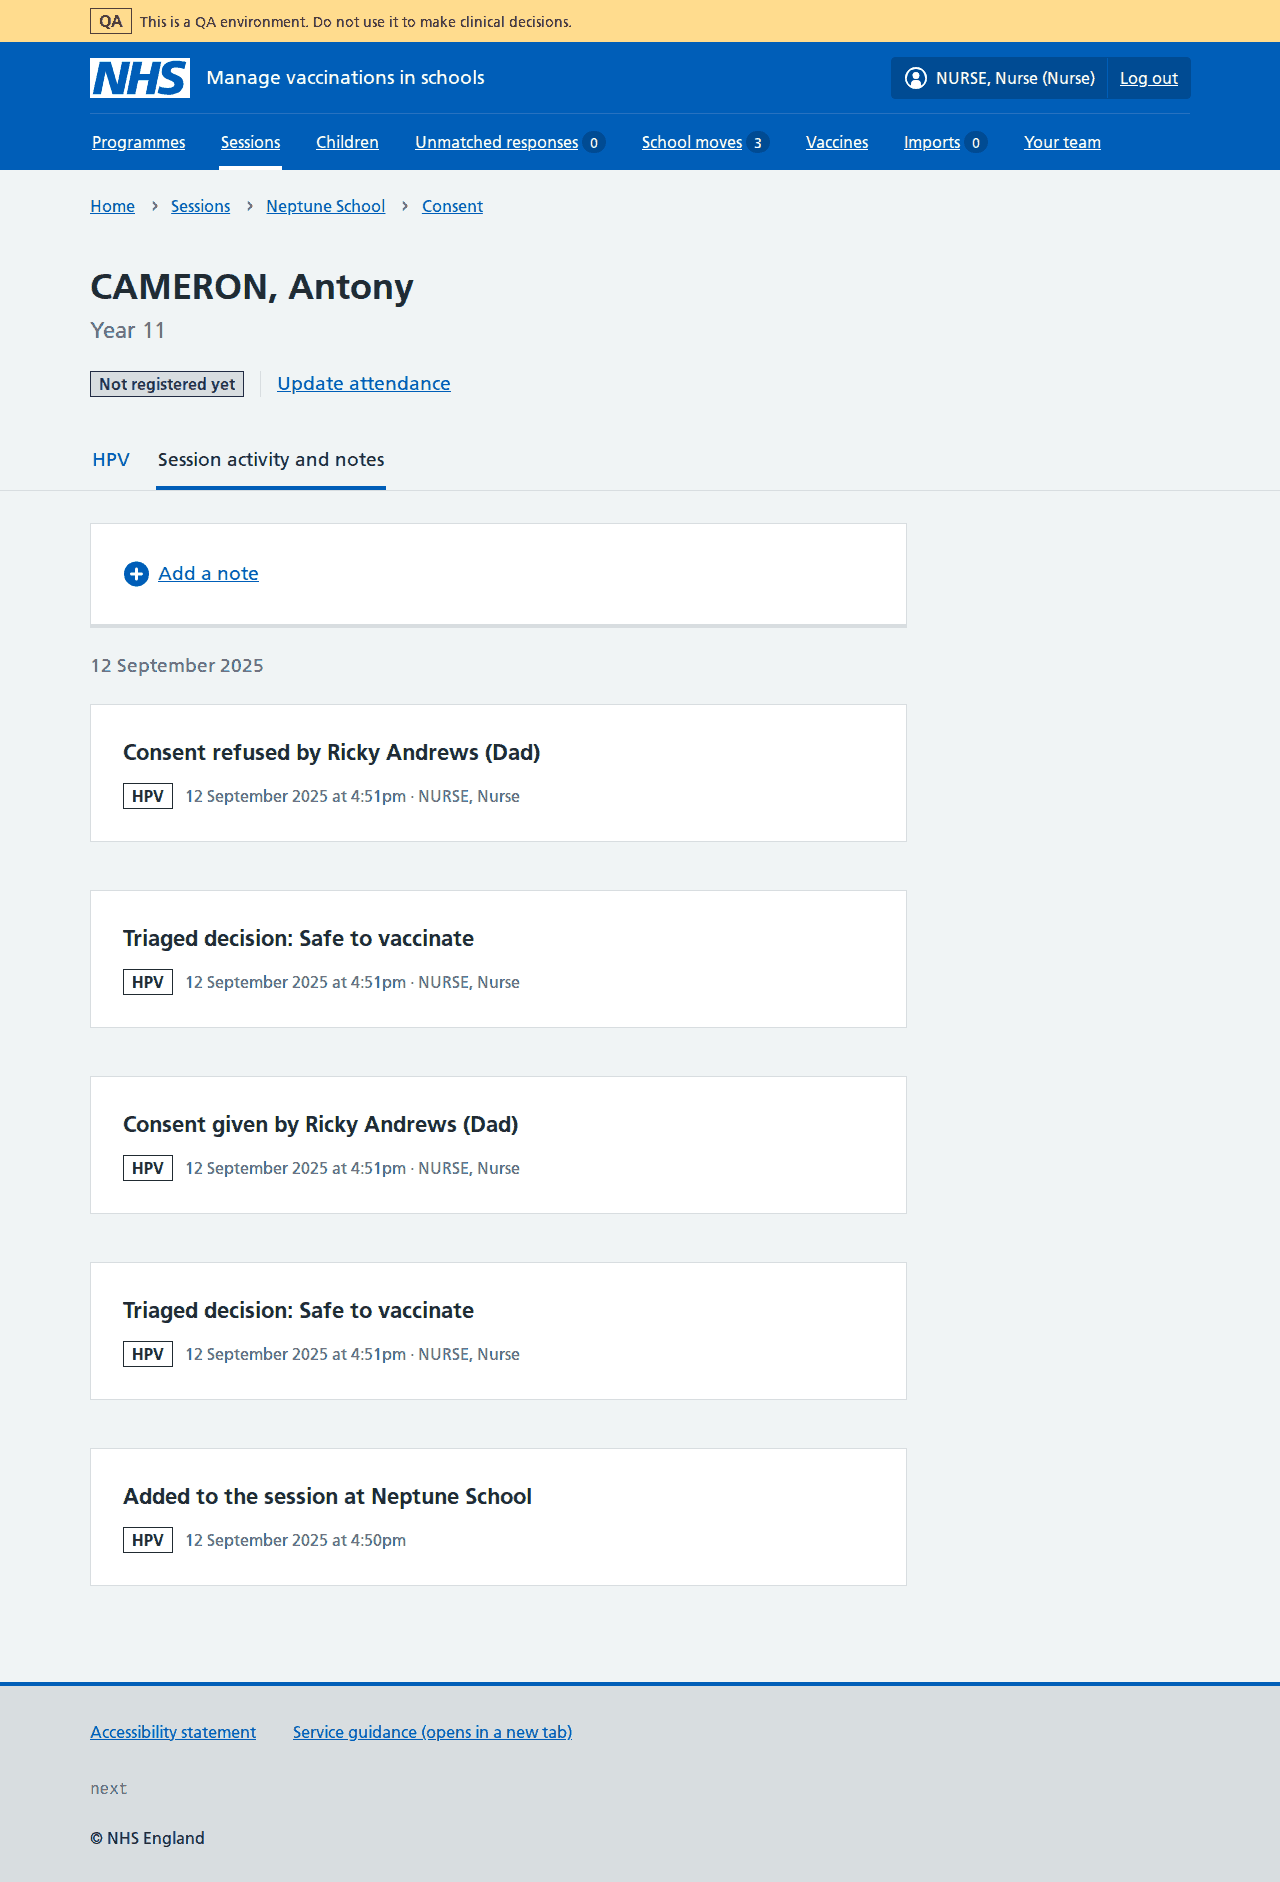 QA This is a QA environment. Do not use it to make clinical decisions.
NHS Manage vaccinations in schools NURSE, Nurse (Nurse) Log out
Programmes Sessions Children Unmatched responses 0 School moves 3 Vaccines Imports 0 Your team
Home › Sessions › Neptune School › Consent
CAMERON, Antony
Year 11
Not registered yet Update attendance
HPV Session activity and notes
Add a note
12 September 2025
Consent refused by Ricky Andrews (Dad)
HPV 12 September 2025 at 4:51pm · NURSE, Nurse
Triaged decision: Safe to vaccinate
HPV 12 September 2025 at 4:51pm · NURSE, Nurse
Consent given by Ricky Andrews (Dad)
HPV 12 September 2025 at 4:51pm · NURSE, Nurse
Triaged decision: Safe to vaccinate
HPV 12 September 2025 at 4:51pm · NURSE, Nurse
Added to the session at Neptune School
HPV 12 September 2025 at 4:50pm
Accessibility statement Service guidance (opens in a new tab)
next
© NHS England